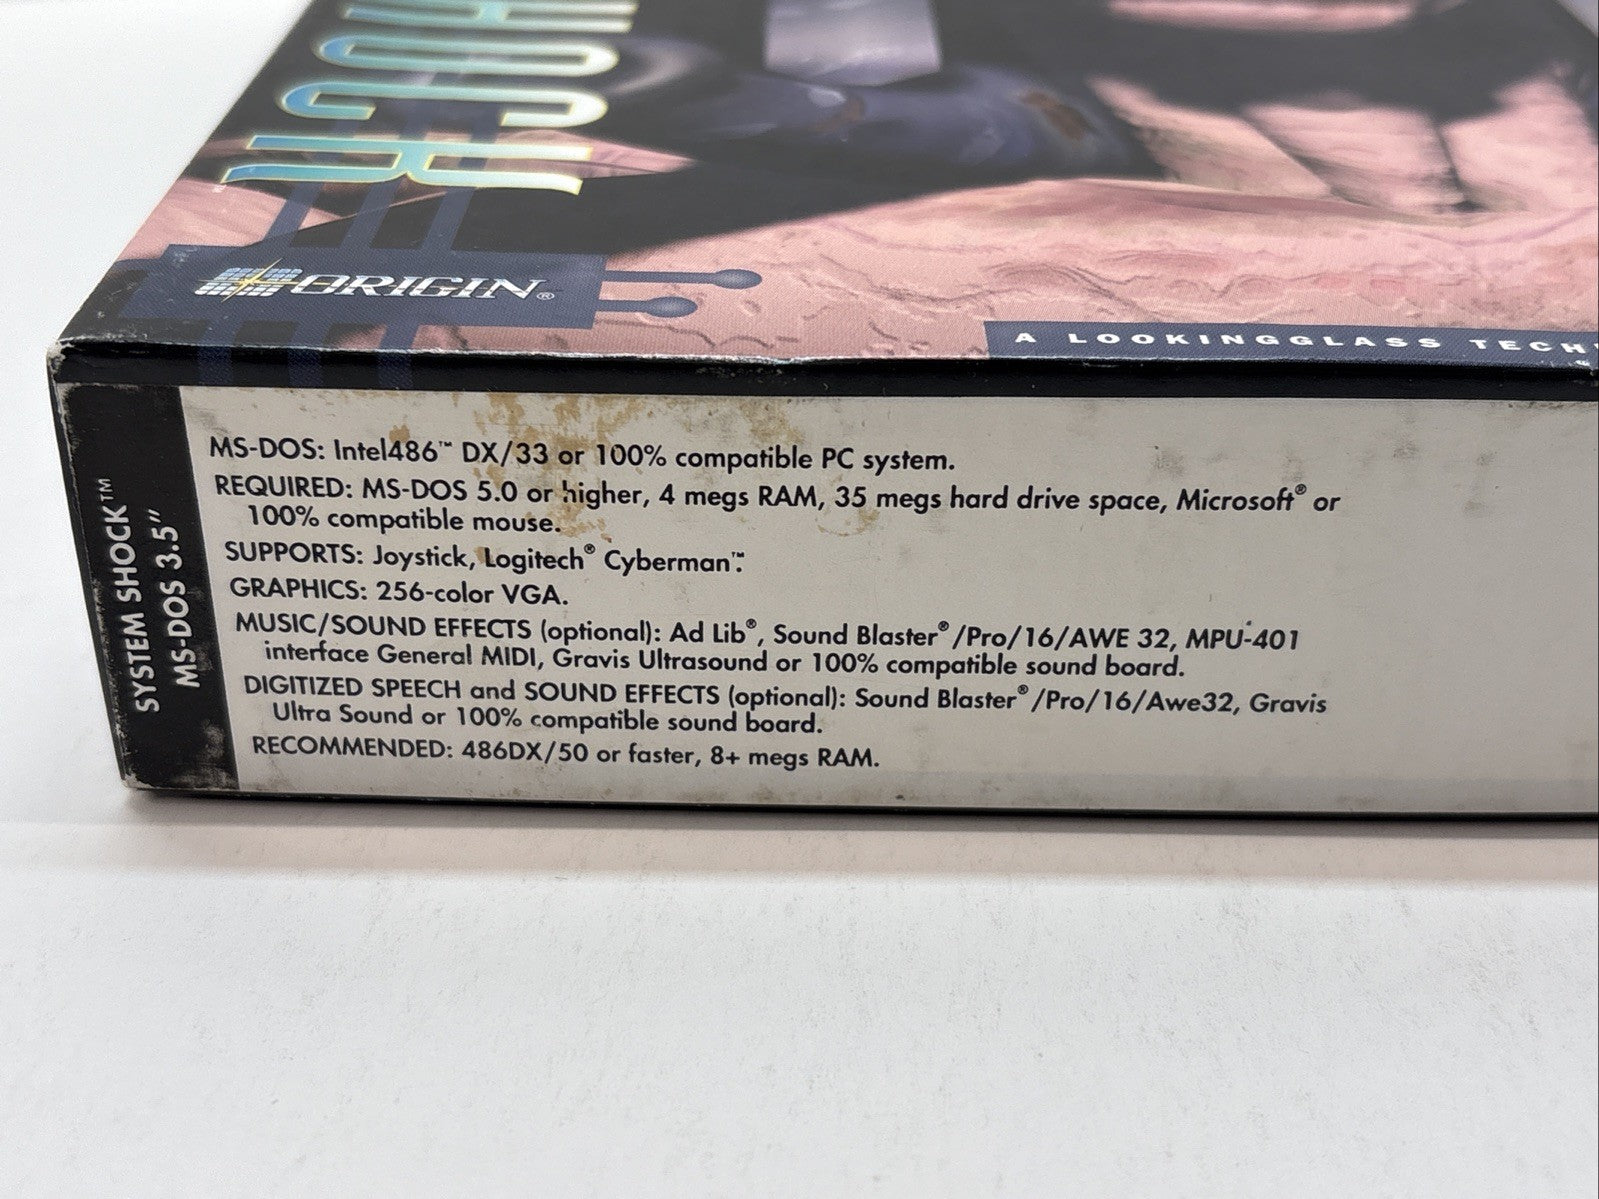 HOCK
ORIGIN®
A LOOKINGGLASS
SYSTEM SHOCK™
MS-DOS 3.5"
MS-DOS: Intel486™ DX/33 or 100% compatible PC system.
REQUIRED: MS-DOS 5.0 or higher, 4 megs RAM, 35 megs hard drive space, Microsoft® or
100% compatible mouse.
SUPPORTS: Joystick, Logitech® Cyberman™.
GRAPHICS: 256-color VGA.
MUSIC/SOUND EFFECTS (optional): Ad Lib®, Sound Blaster®/Pro/16/AWE 32, MPU-401
interface General MIDI, Gravis Ultrasound or 100% compatible sound board.
DIGITIZED SPEECH and SOUND EFFECTS (optional): Sound Blaster®/Pro/16/Awe32, Gravis
Ultra Sound or 100% compatible sound board.
RECOMMENDED: 486DX/50 or faster, 8+ megs RAM.